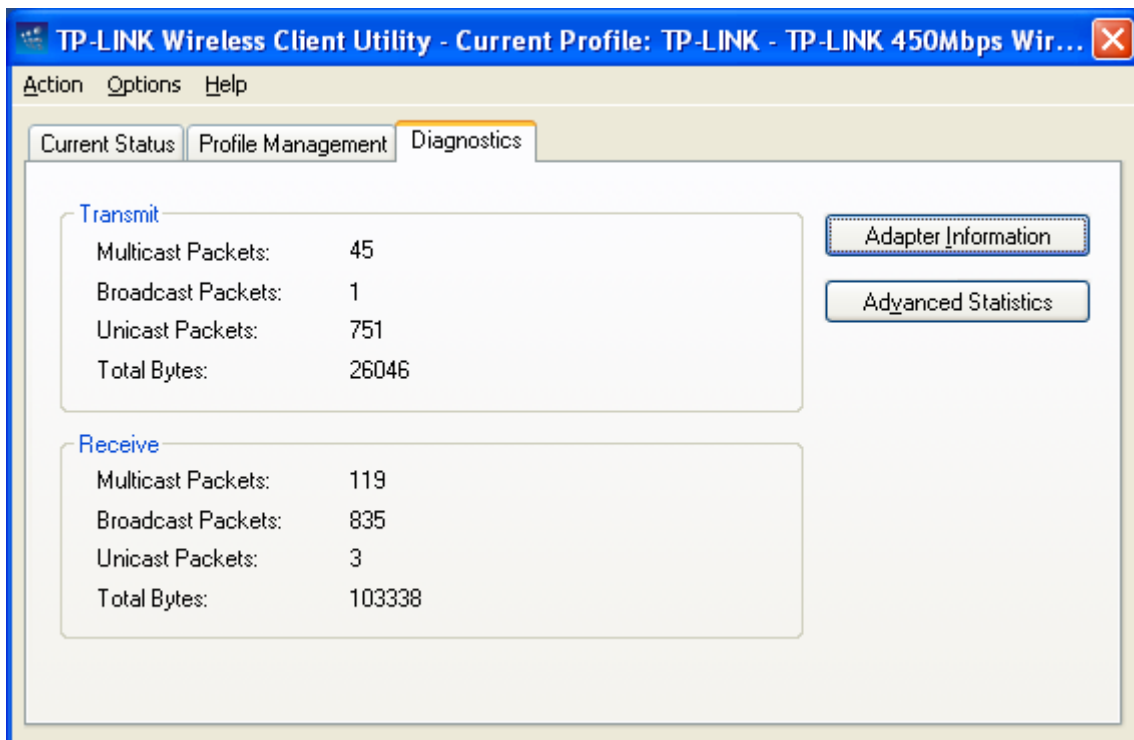 TP-LINK Wireless Client Utility - Current Profile: TP-LINK - TP-LINK 450Mbps Wir...
Action Options Help
Current Status Profile Management Diagnostics
Transmit
Multicast Packets: 45
Broadcast Packets: 1
Unicast Packets: 751
Total Bytes: 26046
Adapter Information
Advanced Statistics
Receive
Multicast Packets: 119
Broadcast Packets: 835
Unicast Packets: 3
Total Bytes: 103338